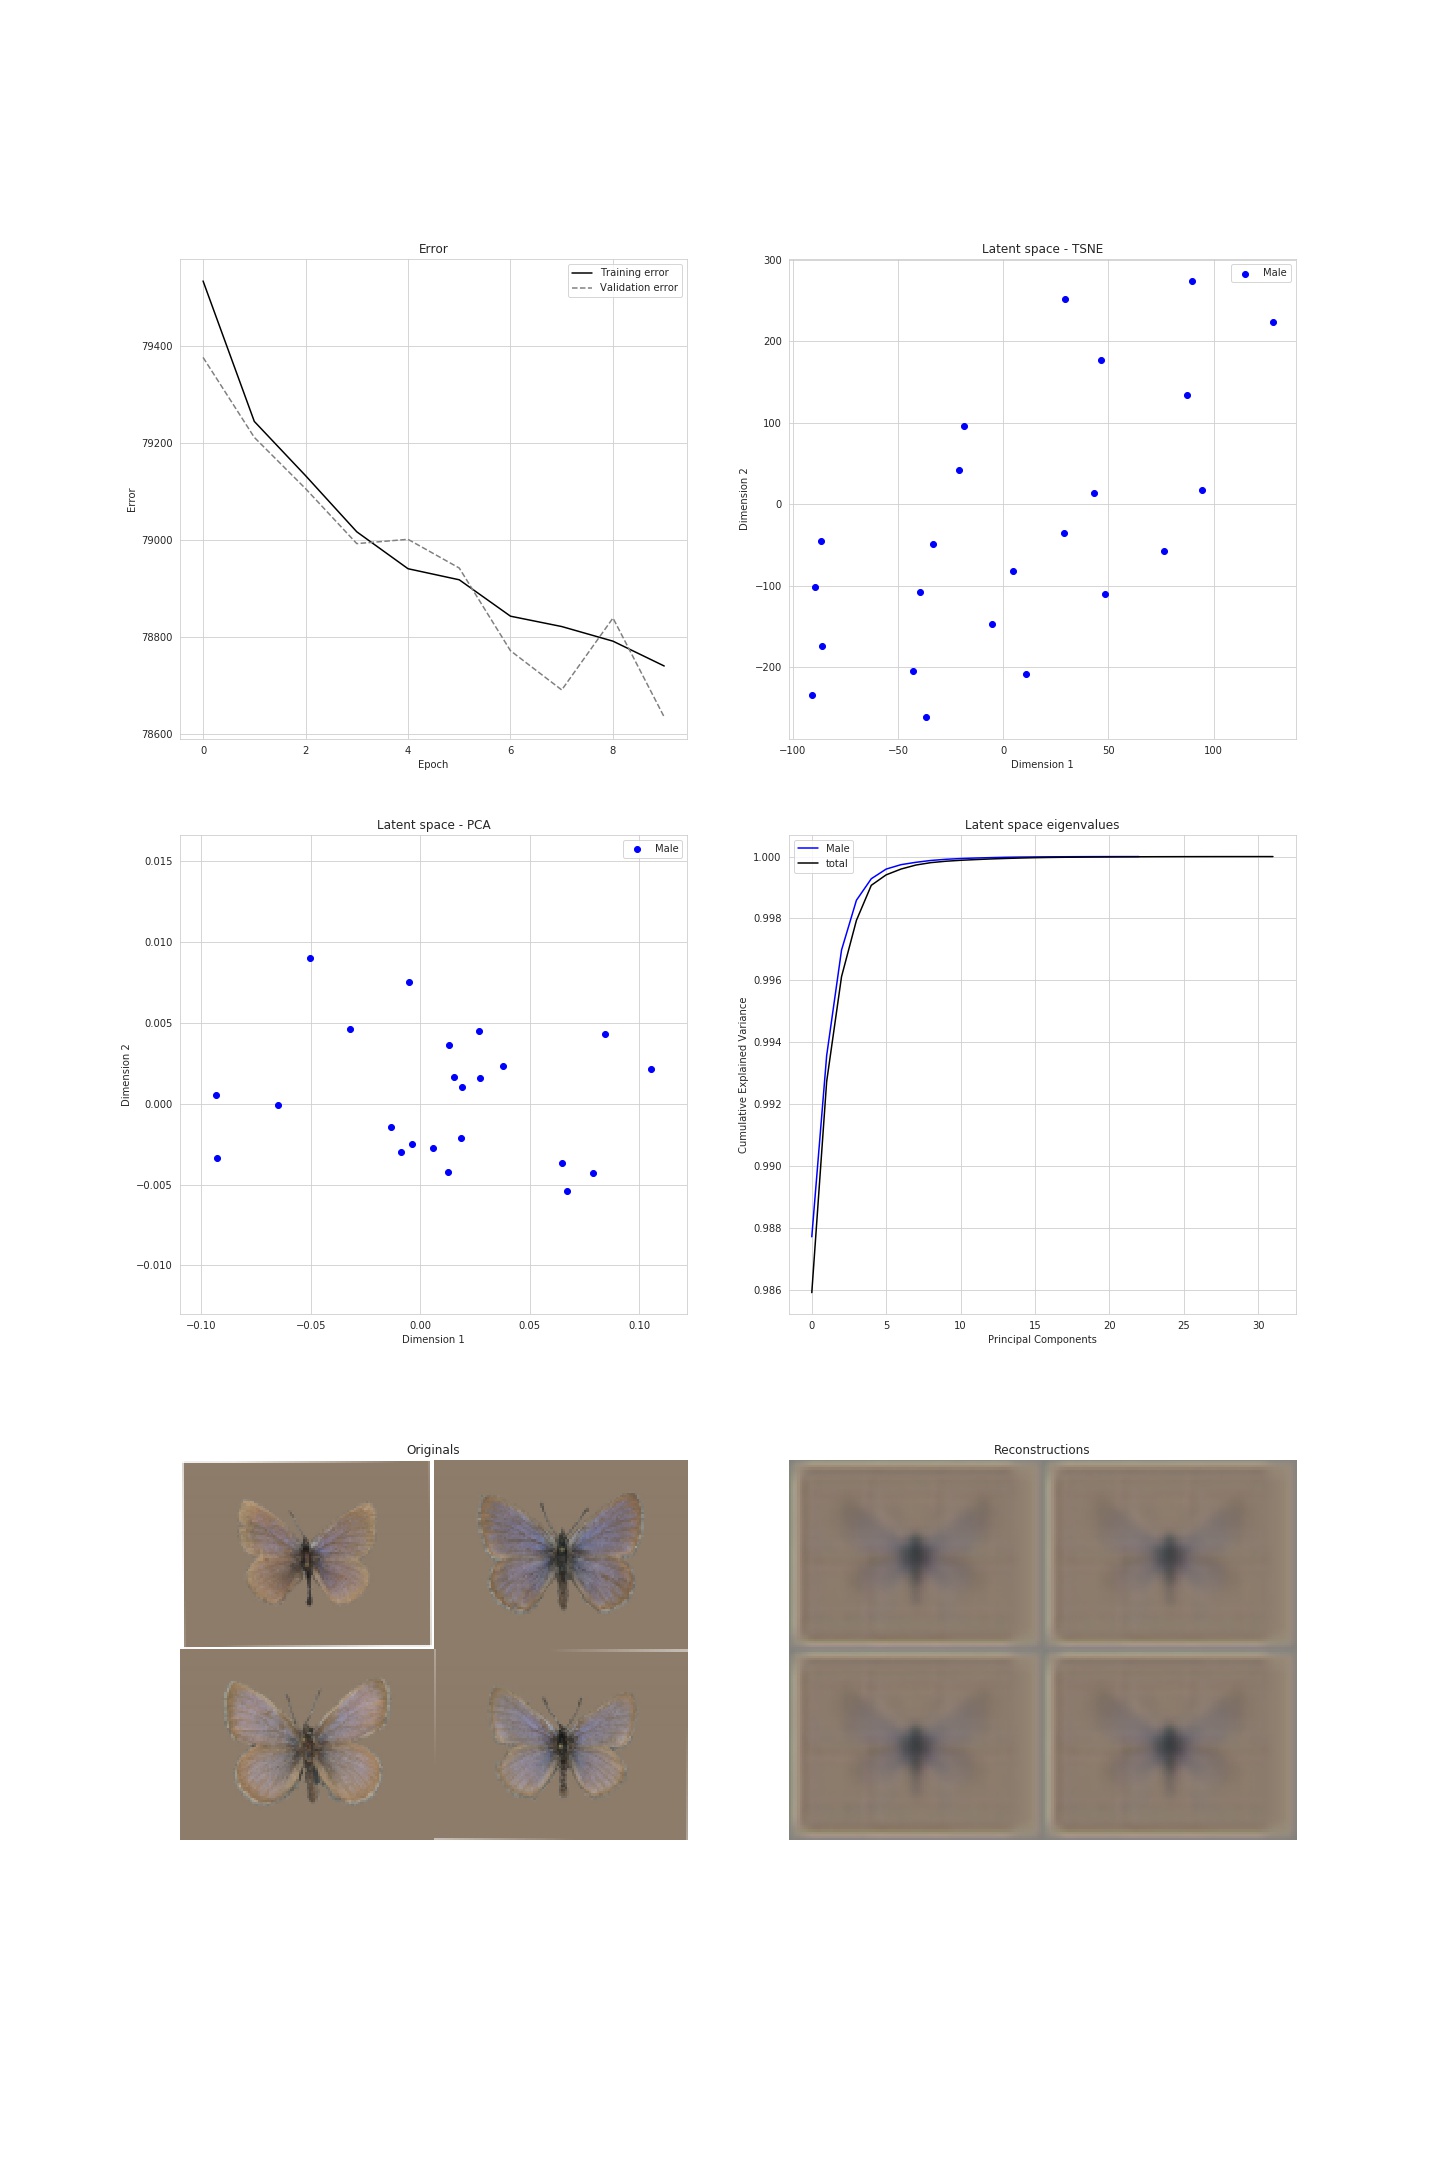 Error
Training error
Validation error
79400
79200
79000
78800
78600
Error
0 2 4 6 8
Epoch
Latent space - TSNE
Male
300
200
100
0
−100
−200
Dimension 2
−100 −50 0 50 100
Dimension 1
Latent space - PCA
Male
0.015
0.010
0.005
0.000
−0.005
−0.010
Dimension 2
−0.10 −0.05 0.00 0.05 0.10
Dimension 1
Latent space eigenvalues
Male
total
1.000
0.998
0.996
0.994
0.992
0.990
0.988
0.986
Cumulative Explained Variance
0 5 10 15 20 25 30
Principal Components
Originals
Reconstructions